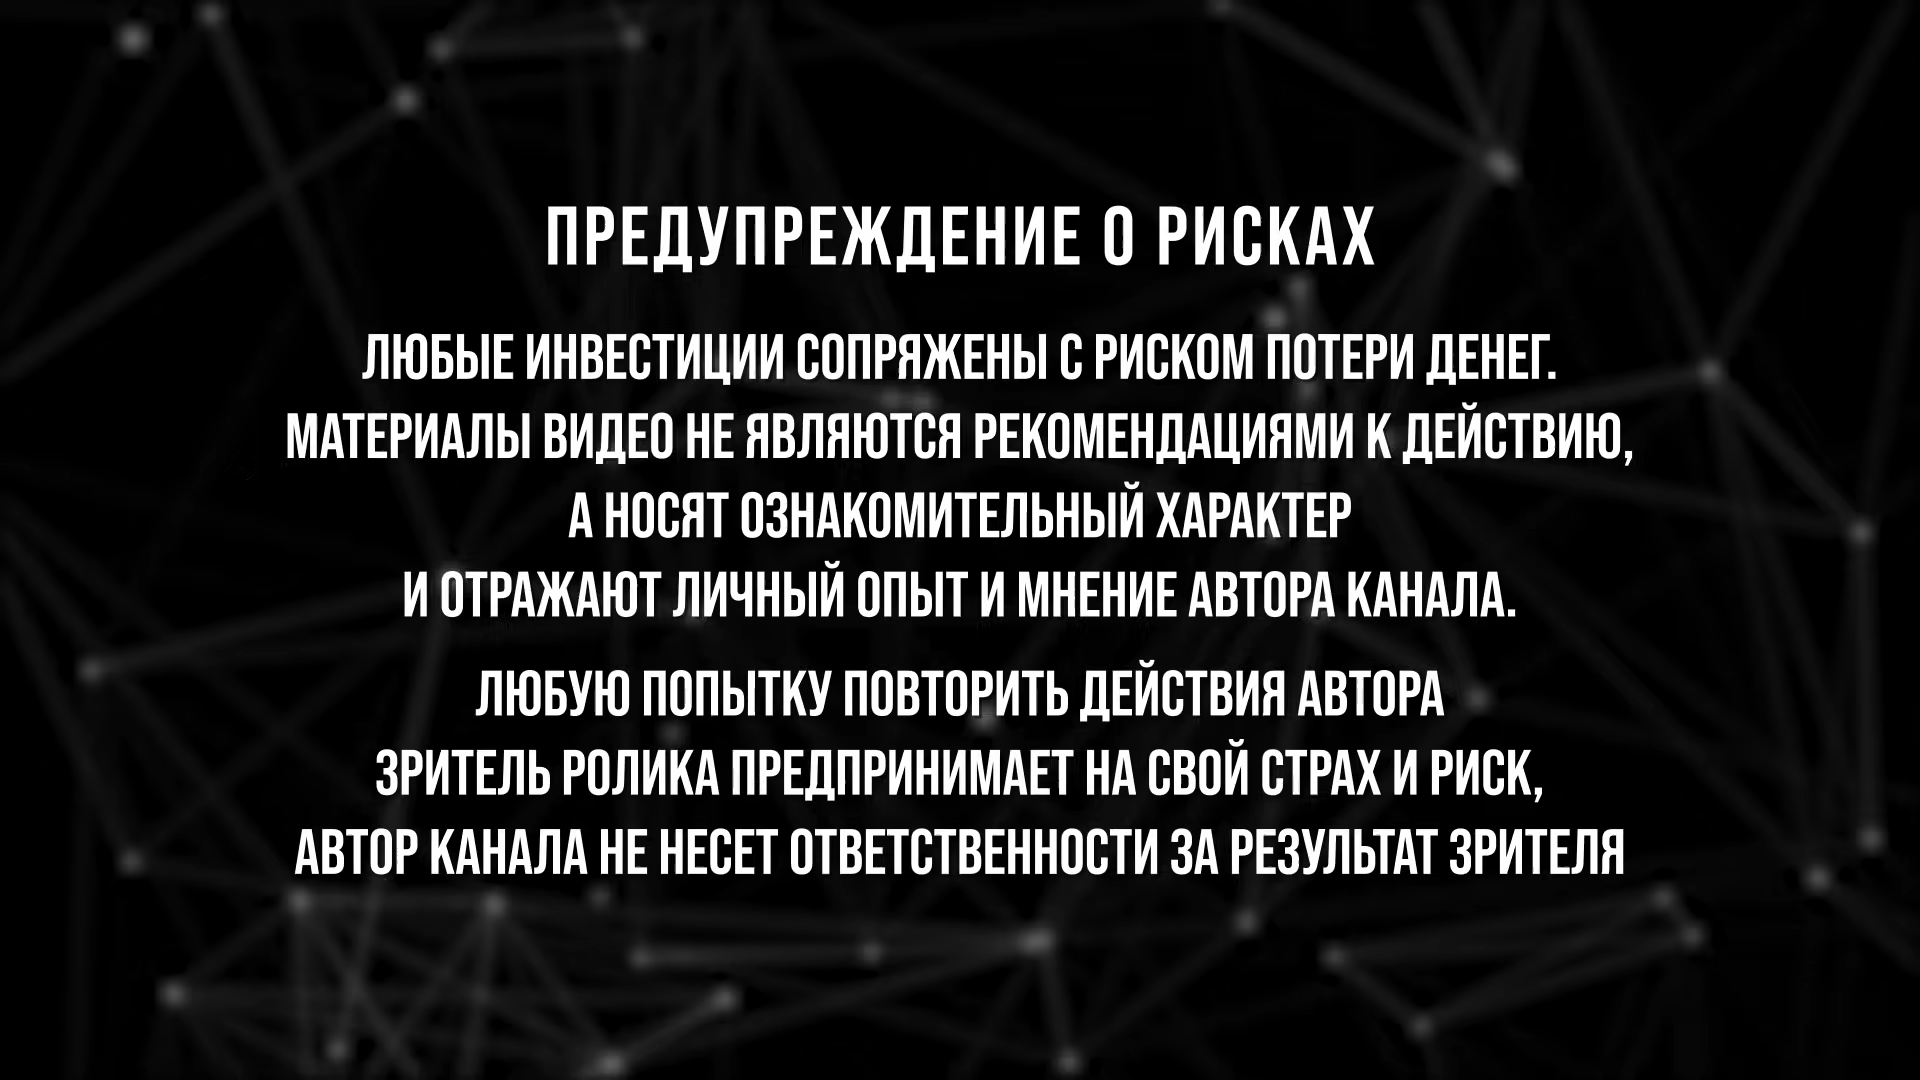 ПРЕДУПРЕЖДЕНИЕ О РИСКАХ
ЛЮБЫЕ ИНВЕСТИЦИИ СОПРЯЖЕНЫ С РИСКОМ ПОТЕРИ ДЕНЕГ.
МАТЕРИАЛЫ ВИДЕО НЕ ЯВЛЯЮТСЯ РЕКОМЕНДАЦИЯМИ К ДЕЙСТВИЮ,
А НОСЯТ ОЗНАКОМИТЕЛЬНЫЙ ХАРАКТЕР
И ОТРАЖАЮТ ЛИЧНЫЙ ОПЫТ И МНЕНИЕ АВТОРА КАНАЛА.
ЛЮБУЮ ПОПЫТКУ ПОВТОРИТЬ ДЕЙСТВИЯ АВТОРА
ЗРИТЕЛЬ РОЛИКА ПРЕДПРИНИМАЕТ НА СВОЙ СТРАХ И РИСК,
АВТОР КАНАЛА НЕ НЕСЕТ ОТВЕТСТВЕННОСТИ ЗА РЕЗУЛЬТАТ ЗРИТЕЛЯ